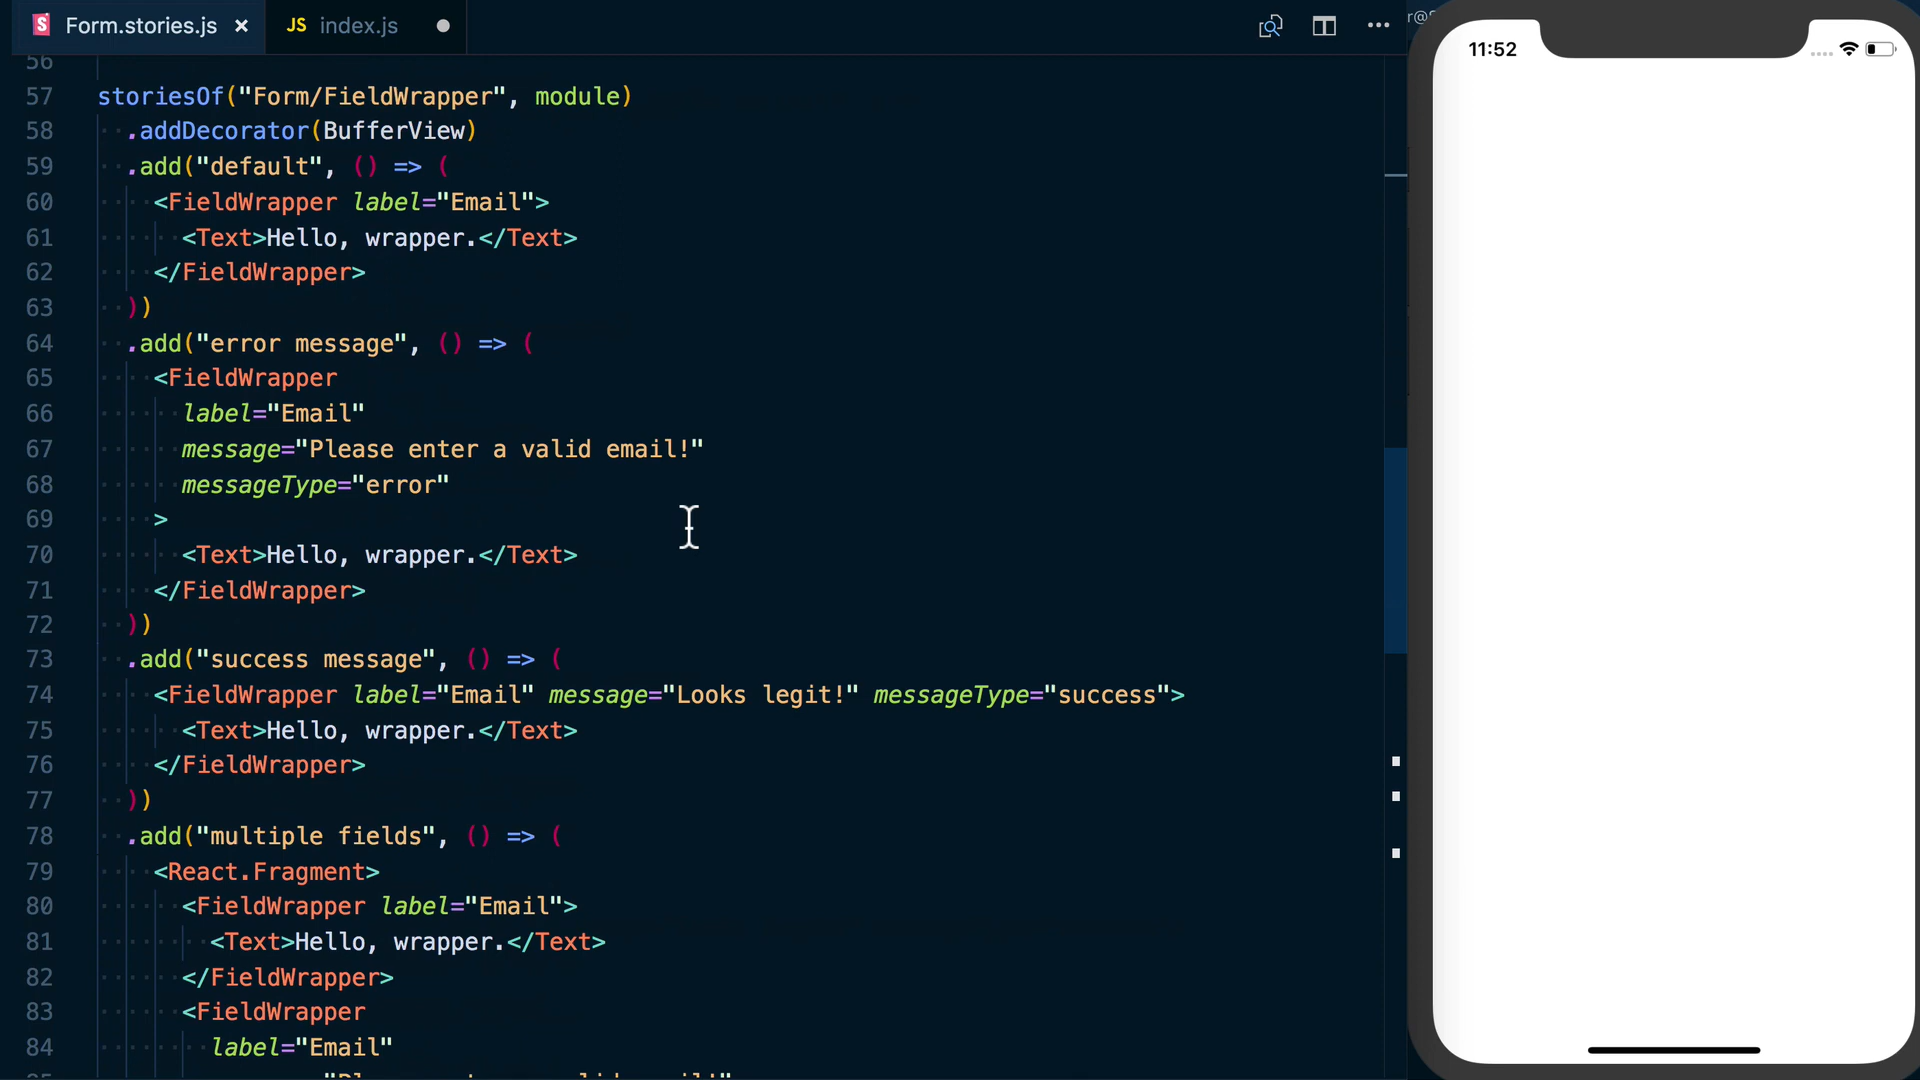 Form.stories.js × JS index.js
r@
11:52
56
57 storiesOf("Form/FieldWrapper", module)
58 .addDecorator(BufferView)
59 .add("default", () => (
60 <FieldWrapper label="Email">
61 <Text>Hello, wrapper.</Text>
62 </FieldWrapper>
63 ))
64 .add("error message", () => (
65 <FieldWrapper
66 label="Email"
67 message="Please enter a valid email!"
68 messageType="error"
69 >
70 <Text>Hello, wrapper.</Text>
71 </FieldWrapper>
72 ))
73 .add("success message", () => (
74 <FieldWrapper label="Email" message="Looks legit!" messageType="success">
75 <Text>Hello, wrapper.</Text>
76 </FieldWrapper>
77 ))
78 .add("multiple fields", () => (
79 <React.Fragment>
80 <FieldWrapper label="Email">
81 <Text>Hello, wrapper.</Text>
82 </FieldWrapper>
83 <FieldWrapper
84 label="Email"